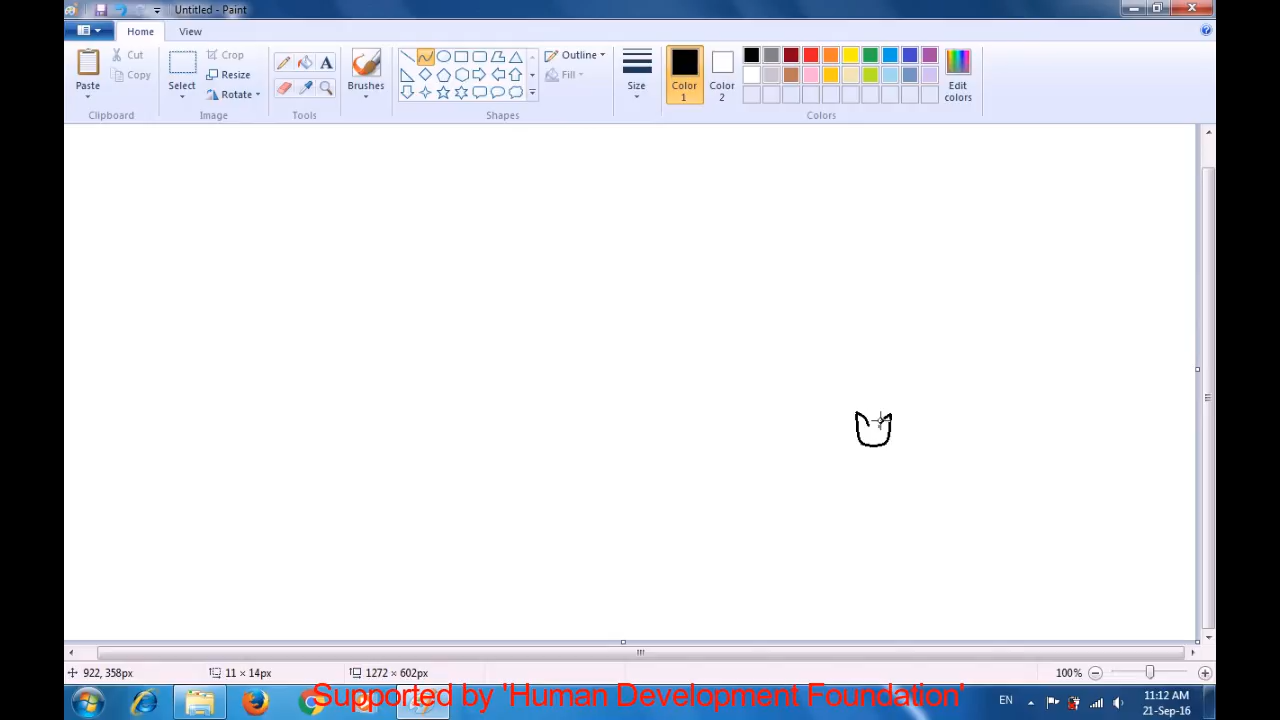 Untitled - Paint
Home View
Paste
Cut
Copy
Clipboard
Select
Crop
Resize
Rotate
Image
A
Tools
Brushes
Shapes
Outline
Fill
Size
Color
1
Color
2
Edit
colors
Colors
922, 358px
11 × 14px
1272 × 602px
100%
EN
11:12 AM
21-Sep-16
Supported by 'Human Development Foundation'